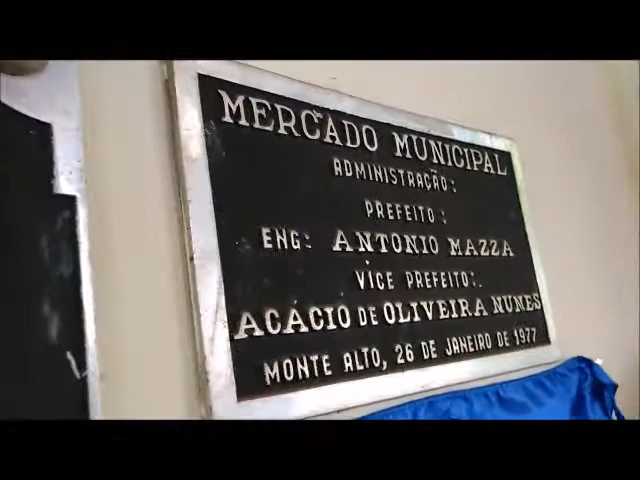 MERCADO MUNICIPAL
ADMINISTRAÇÃO:
PREFEITO:
ENG: ANTONIO MAZZA
VICE PREFEITO:
ACÁCIO DE OLIVEIRA NUNES
MONTE ALTO, 26 DE JANEIRO DE 1977